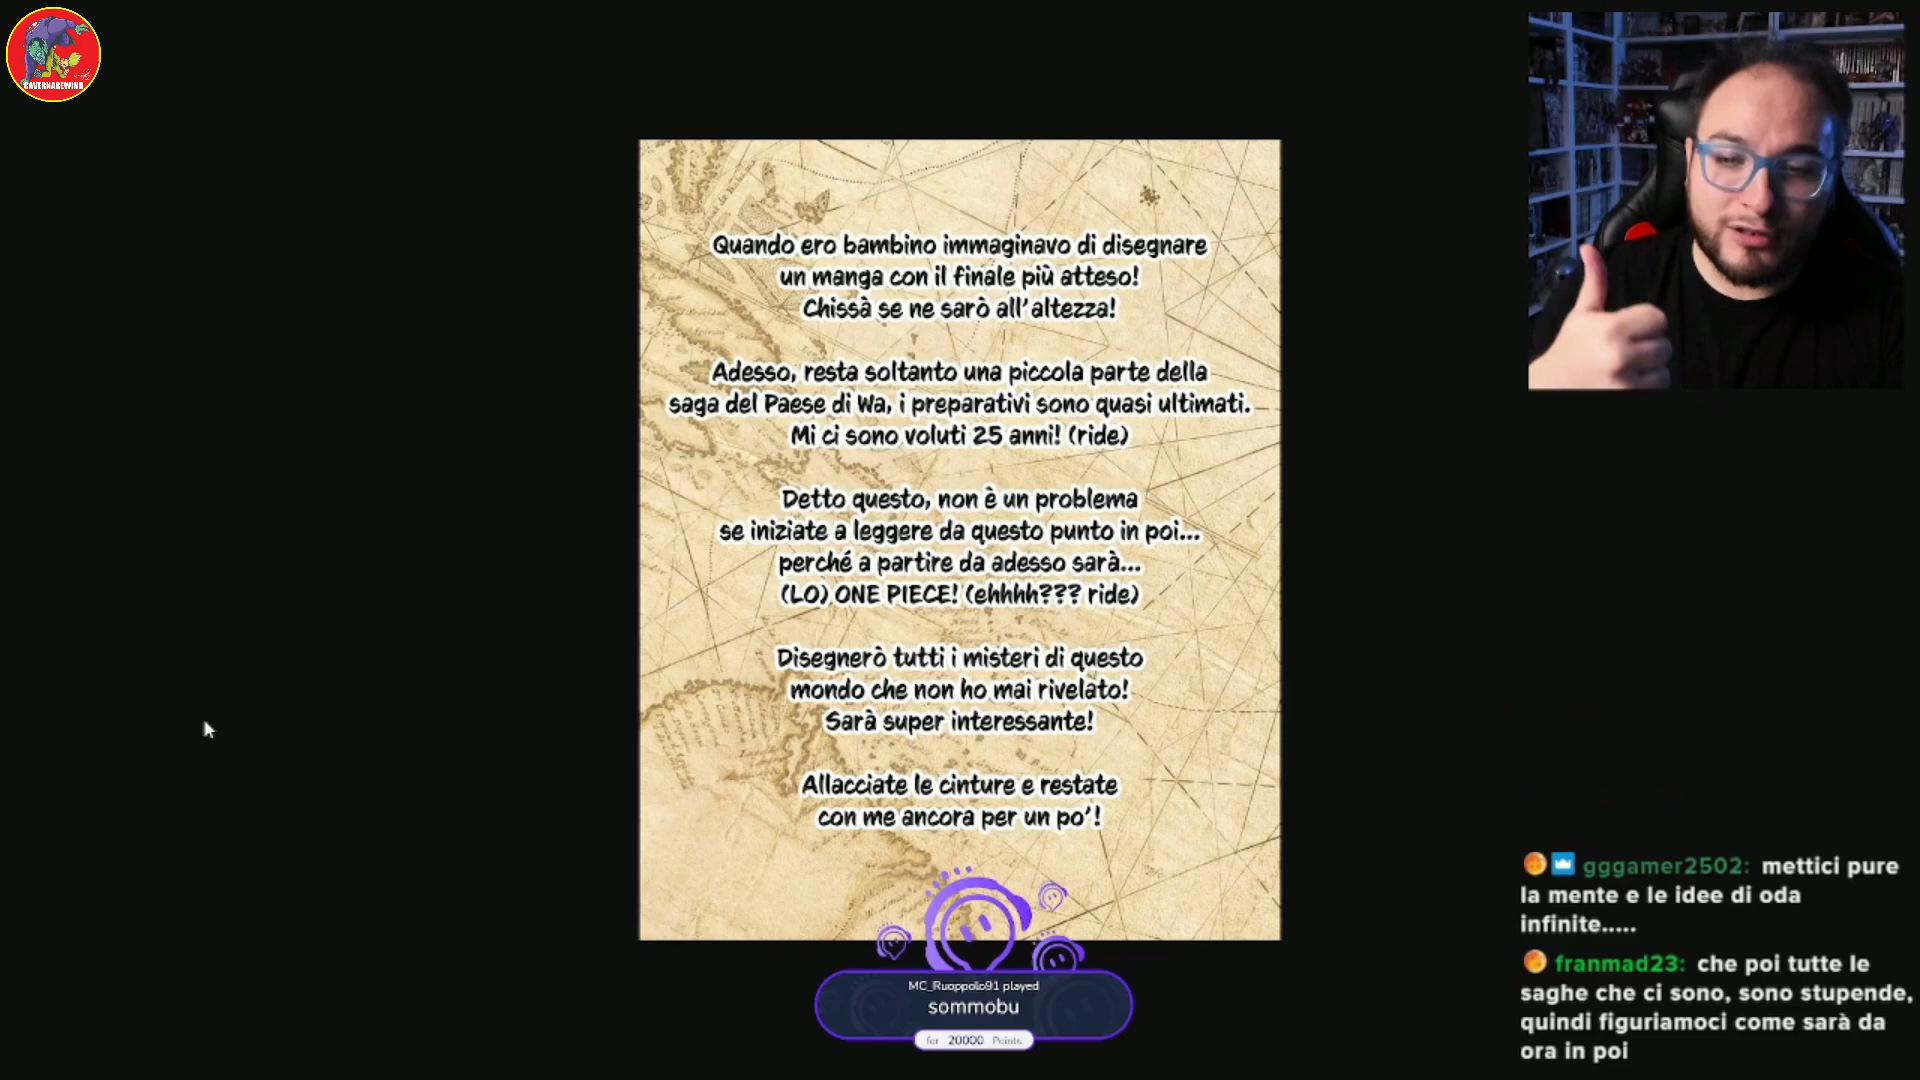 CAVERNADREWIND
Quando ero bambino immaginavo di disegnare
un manga con il finale più atteso!
Chissà se ne sarò all'altezza!
Adesso, resta soltanto una piccola parte della
saga del Paese di Wa, i preparativi sono quasi ultimati.
Mi ci sono voluti 25 anni! (ride)
Detto questo, non è un problema
se iniziate a leggere da questo punto in poi...
perché a partire da adesso sarà...
(LO) ONE PIECE! (ehhhh??? ride)
Disegnerò tutti i misteri di questo
mondo che non ho mai rivelato!
Sarà super interessante!
Allacciate le cinture e restate
con me ancora per un po'!
MC_Ruoppolo91 played
sommobu
for 20000 Points
gggamer2502: mettici pure
la mente e le idee di oda
infinite.....
franmad23: che poi tutte le
saghe che ci sono, sono stupende,
quindi figuriamoci come sarà da
ora in poi